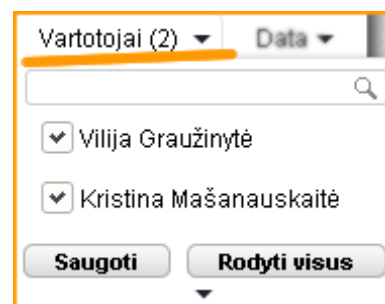 Vartotojai (2) Data
Vilija Graužinytė
Kristina Mašanauskaitė
Saugoti Rodyti visus